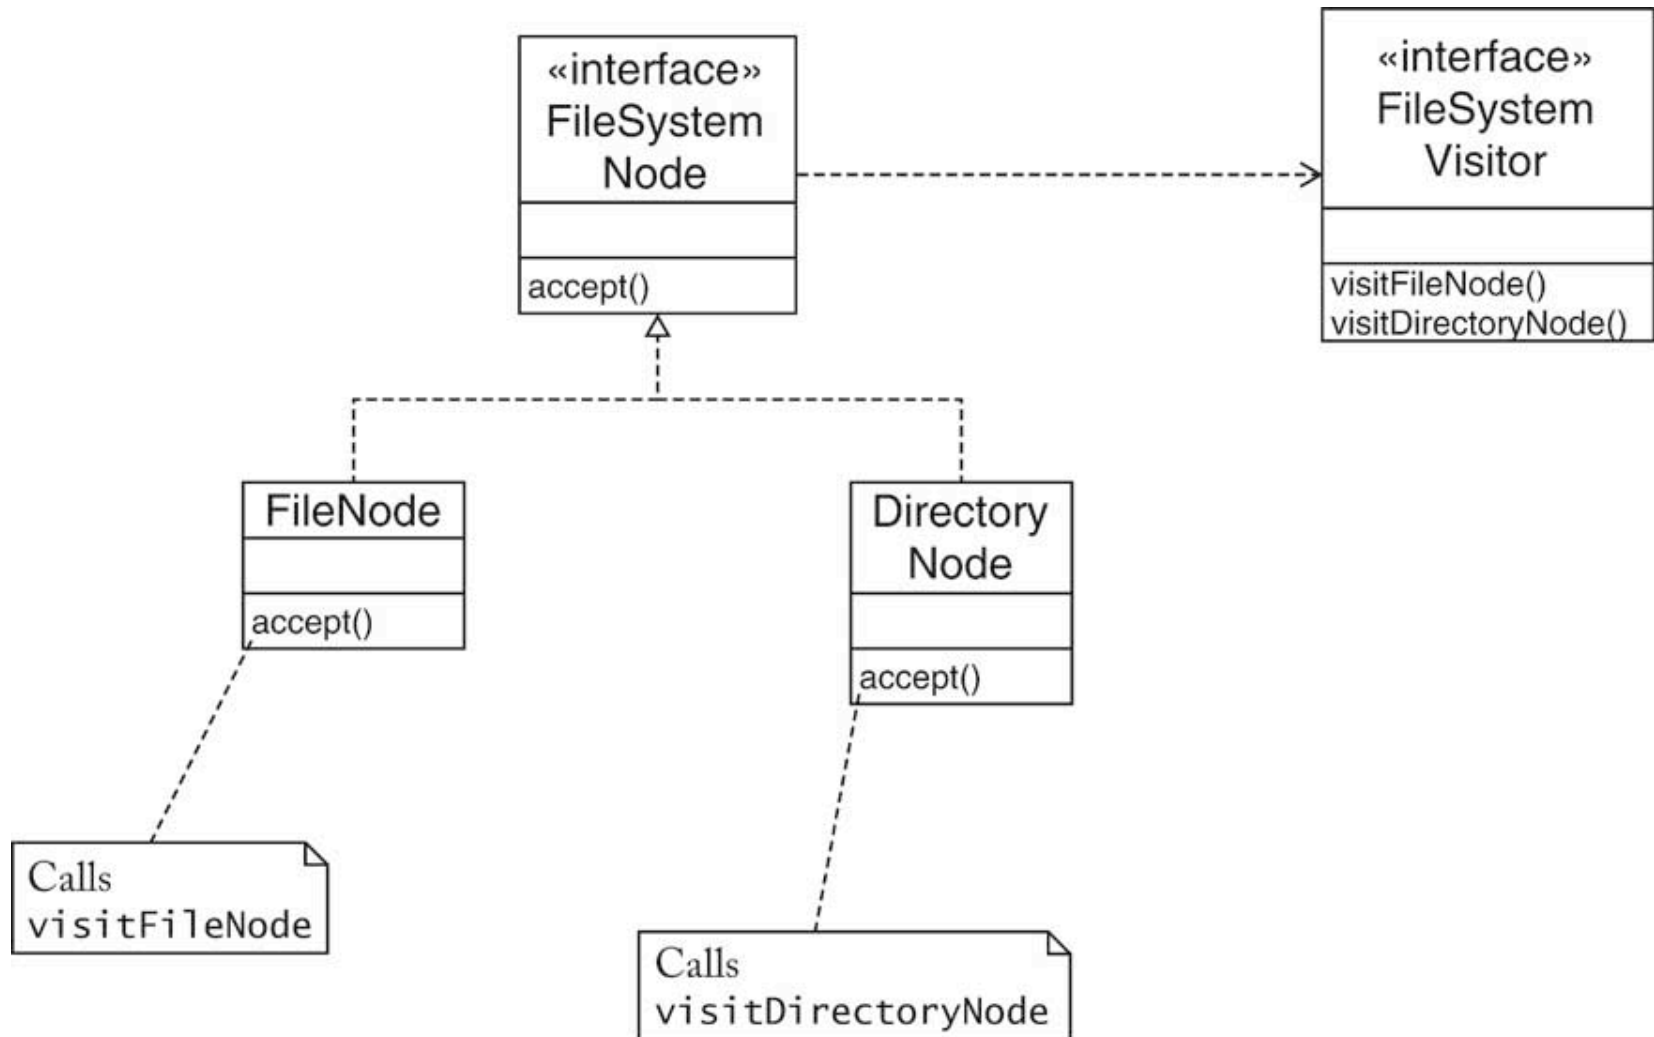 «interface»
FileSystem
Node
accept()
«interface»
FileSystem
Visitor
visitFileNode()
visitDirectoryNode()
FileNode
accept()
Directory
Node
accept()
Calls
visitFileNode
Calls
visitDirectoryNode